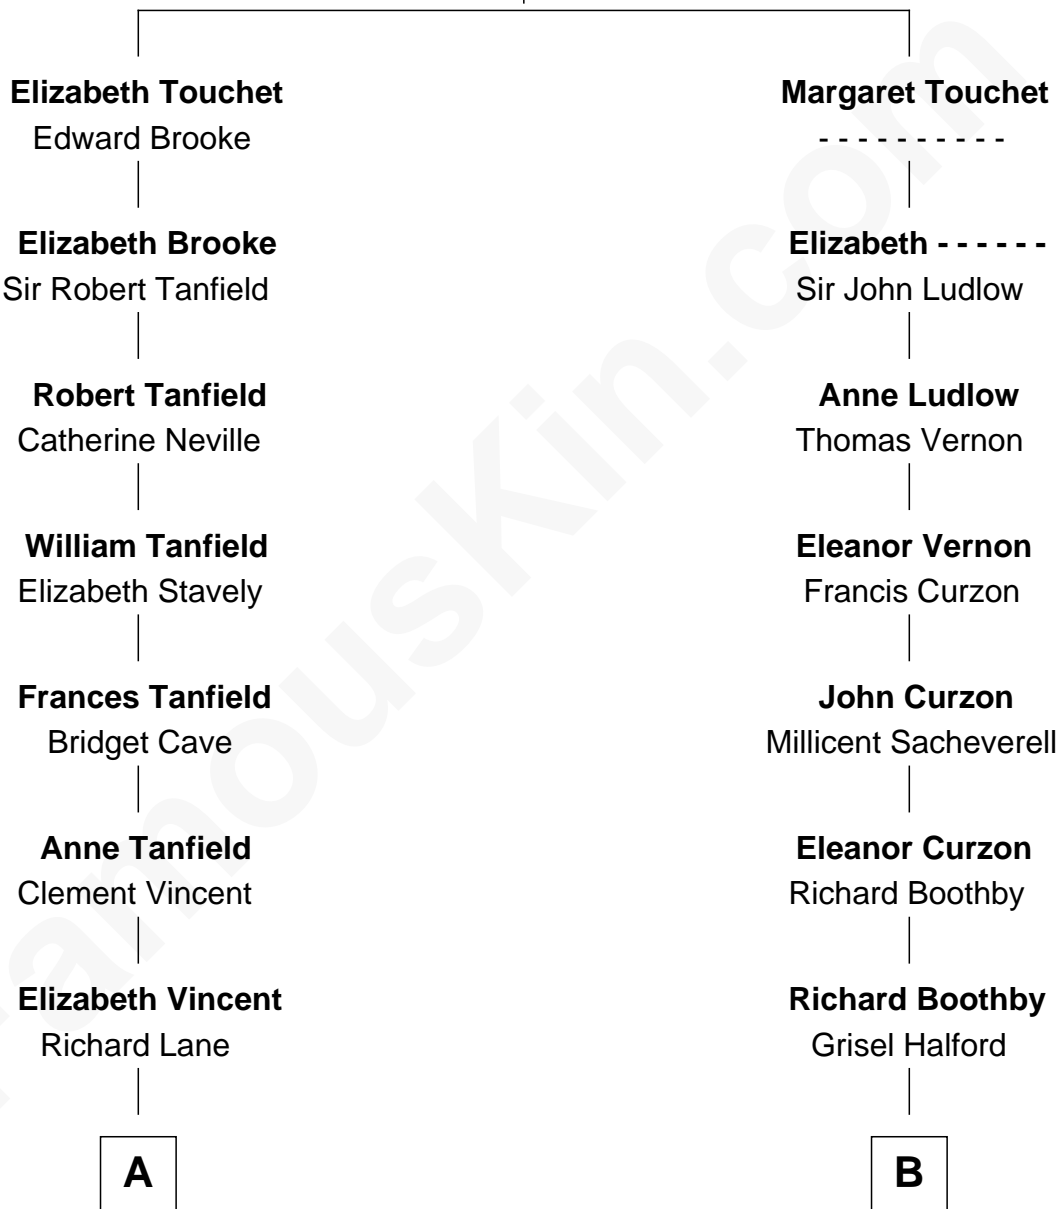 Elizabeth Touchet
Edward Brooke
Elizabeth Brooke
Sir Robert Tanfield
Robert Tanfield
Catherine Neville
William Tanfield
Elizabeth Stavely
Frances Tanfield
Bridget Cave
Anne Tanfield
Clement Vincent
Elizabeth Vincent
Richard Lane
A
Margaret Touchet
- - - - - - - - - -
Elizabeth - - - - - -
Sir John Ludlow
Anne Ludlow
Thomas Vernon
Eleanor Vernon
Francis Curzon
John Curzon
Millicent Sacheverell
Eleanor Curzon
Richard Boothby
Richard Boothby
Grisel Halford
B
FamousKin.com